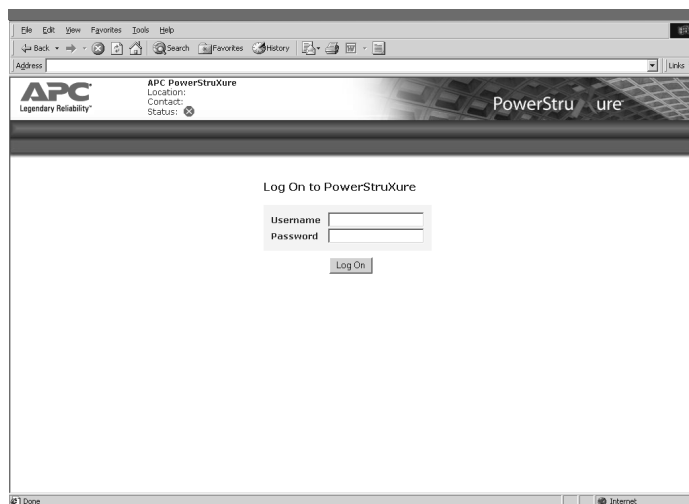 File Edit View Favorites Tools Help
Back Search Favorites History
Address Links
APC
Legendary Reliability™
APC PowerStruXure
Location:
Contact:
Status:
PowerStru ure
Log On to PowerStruXure
Username
Password
Log On
Done Internet